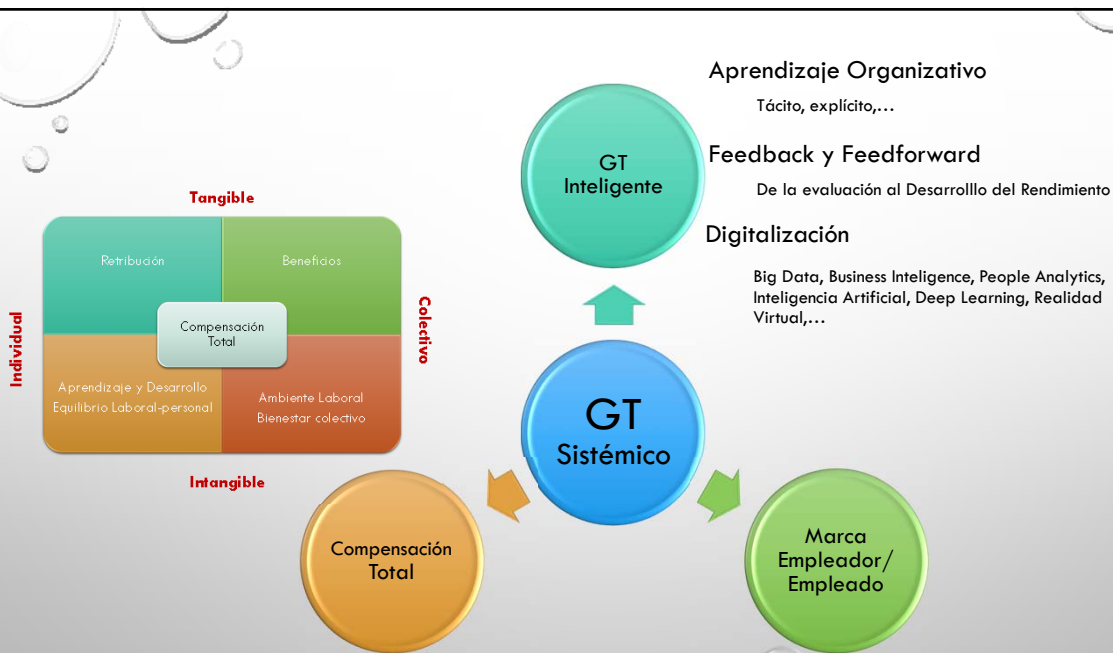 Aprendizaje Organizativo
Tácito, explícito,...
Feedback y Feedforward
De la evaluación al Desarrolllo del Rendimiento
Digitalización
Big Data, Business Inteligence, People Analytics,
Inteligencia Artificial, Deep Learning, Realidad
Virtual,...
GT
Inteligente
Tangible
Retribución
Beneficios
Individual
Colectivo
Compensación
Total
Aprendizaje y Desarrollo
Equilibrio Laboral-personal
Ambiente Laboral
Bienestar colectivo
Intangible
GT
Sistémico
Compensación
Total
Marca
Empleador/
Empleado